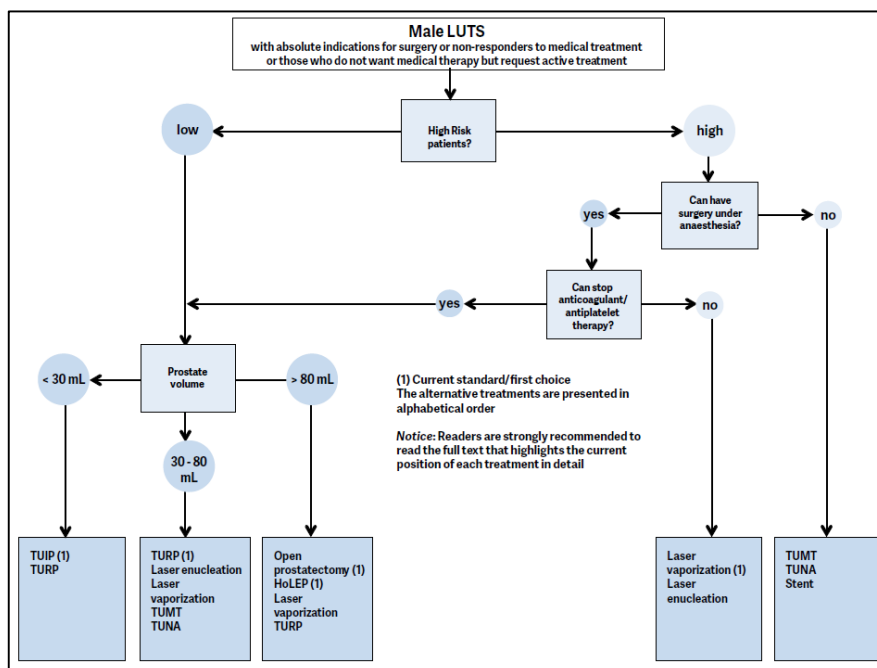 Male LUTS
with absolute indications for surgery or non-responders to medical treatment
or those who do not want medical therapy but request active treatment
low
High Risk
patients?
high
Can have
surgery under
anaesthesia?
yes
no
Can stop
anticoagulant/
antiplatelet
therapy?
yes
no
Prostate
volume
< 30 mL
> 80 mL
30 - 80
mL
(1) Current standard/first choice
The alternative treatments are presented in
alphabetical order
Notice: Readers are strongly recommended to
read the full text that highlights the current
position of each treatment in detail
TUIP (1)
TURP
TURP (1)
Laser enucleation
Laser
vaporization
TUMT
TUNA
Open
prostatectomy (1)
HoLEP (1)
Laser
vaporization
TURP
Laser
vaporization (1)
Laser
enucleation
TUMT
TUNA
Stent